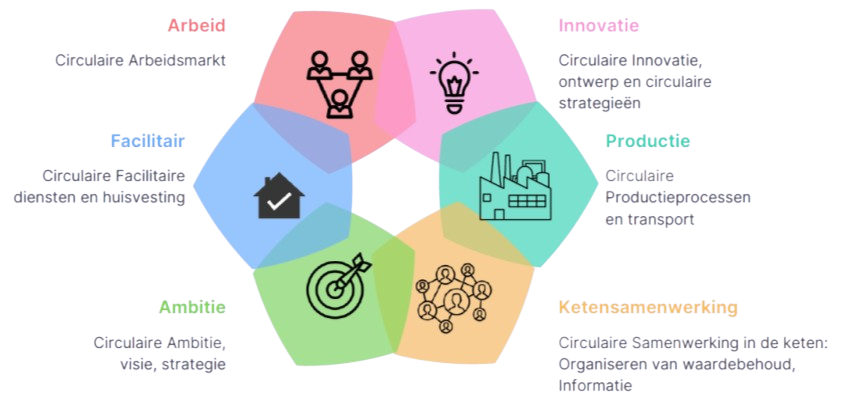 Arbeid
Circulaire Arbeidsmarkt
Innovatie
Circulaire Innovatie,
ontwerp en circulaire
strategieën
Facilitair
Circulaire Facilitaire
diensten en huisvesting
Productie
Circulaire
Productieprocessen
en transport
Ambitie
Circulaire Ambitie,
visie, strategie
Ketensamenwerking
Circulaire Samenwerking in de keten:
Organiseren van waardebehoud,
Informatie